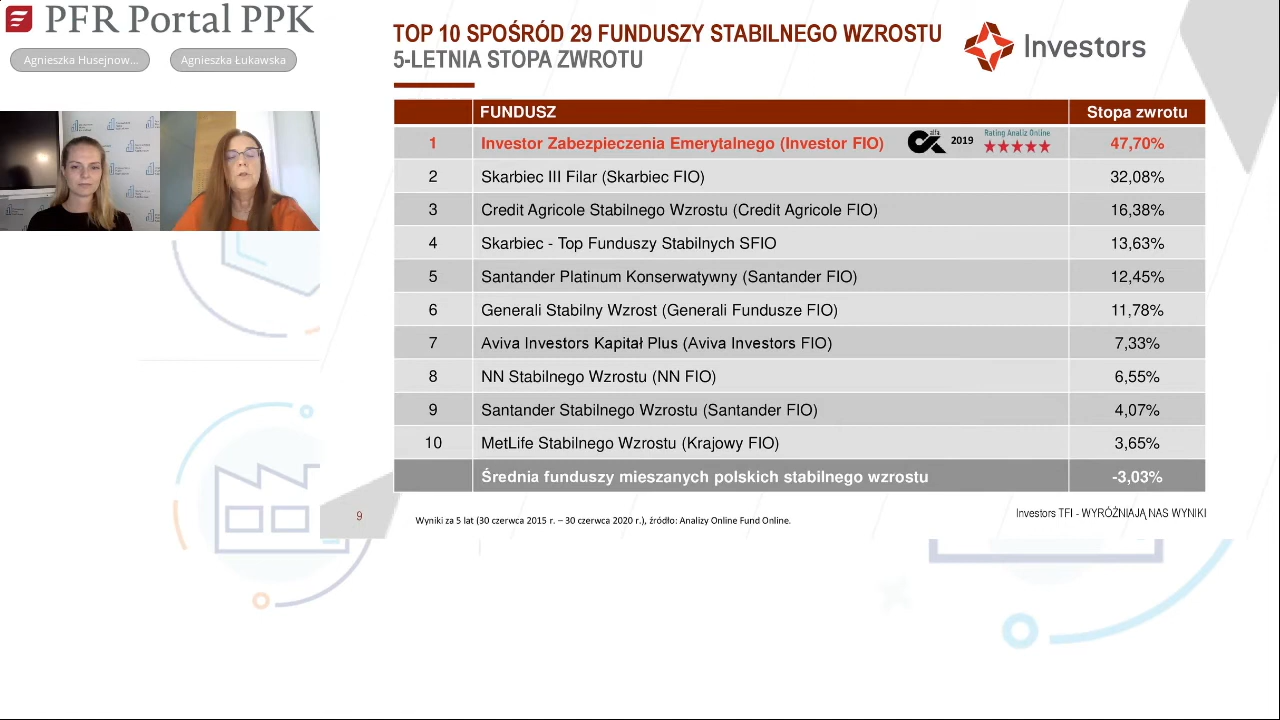 PFR Portal PPK
Agnieszka Husejnow...
Agnieszka Łukawska
TOP 10 SPOŚRÓD 29 FUNDUSZY STABILNEGO WZROSTU
5-LETNIA STOPA ZWROTU
Investors
FUNDUSZ Stopa zwrotu
1 Investor Zabezpieczenia Emerytalnego (Investor FIO) alfa 2019 Rating Analiz Online 47,70%
2 Skarbiec III Filar (Skarbiec FIO) 32,08%
3 Credit Agricole Stabilnego Wzrostu (Credit Agricole FIO) 16,38%
4 Skarbiec - Top Funduszy Stabilnych SFIO 13,63%
5 Santander Platinum Konserwatywny (Santander FIO) 12,45%
6 Generali Stabilny Wzrost (Generali Fundusze FIO) 11,78%
7 Aviva Investors Kapitał Plus (Aviva Investors FIO) 7,33%
8 NN Stabilnego Wzrostu (NN FIO) 6,55%
9 Santander Stabilnego Wzrostu (Santander FIO) 4,07%
10 MetLife Stabilnego Wzrostu (Krajowy FIO) 3,65%
Średnia funduszy mieszanych polskich stabilnego wzrostu -3,03%
9
Wyniki za 5 lat (30 czerwca 2015 r. – 30 czerwca 2020 r.), źródło: Analizy Online Fund Online.
Investors TFI - WYRÓŻNIAJĄ NAS WYNIKI